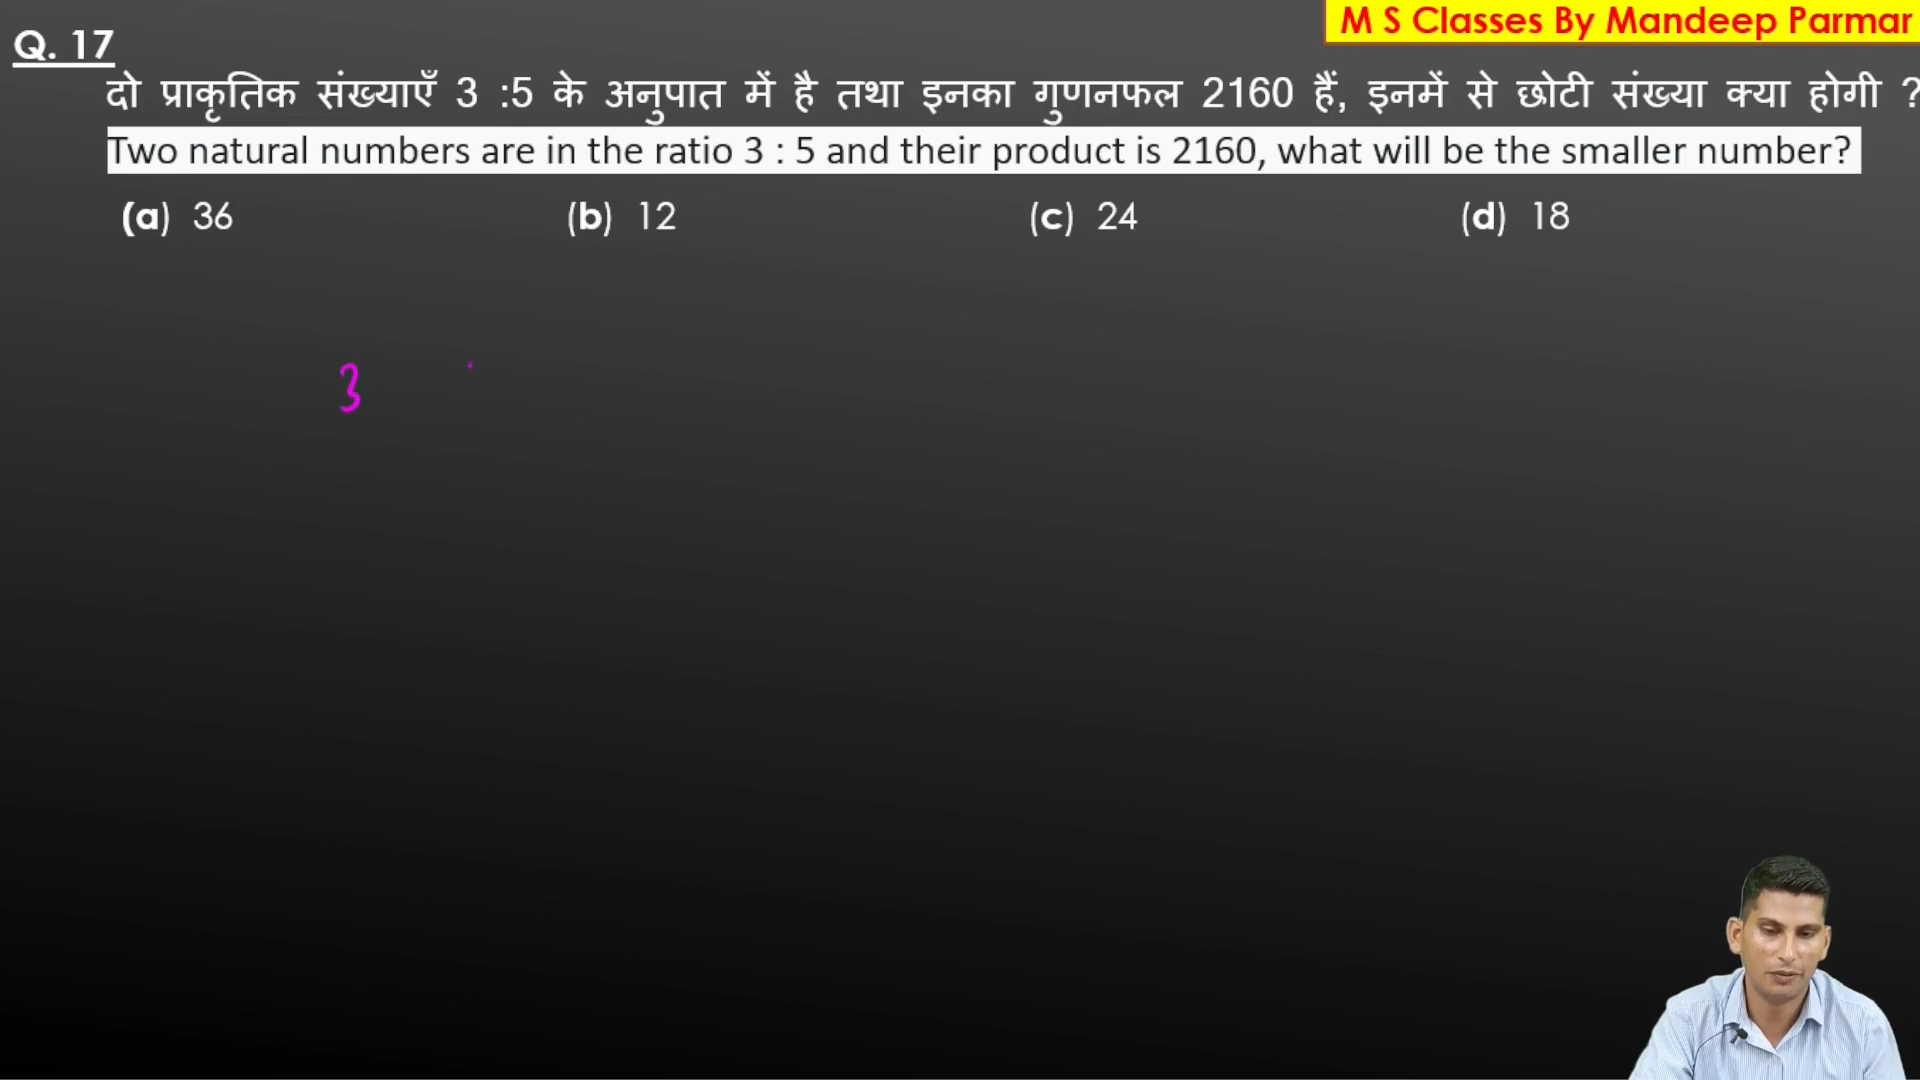 M S Classes By Mandeep Parmar
Q. 17
दो प्राकृतिक संख्याएँ 3 :5 के अनुपात में है तथा इनका गुणनफल 2160 हैं, इनमें से छोटी संख्या क्या होगी ?
Two natural numbers are in the ratio 3 : 5 and their product is 2160, what will be the smaller number?
(a) 36 (b) 12 (c) 24 (d) 18
3